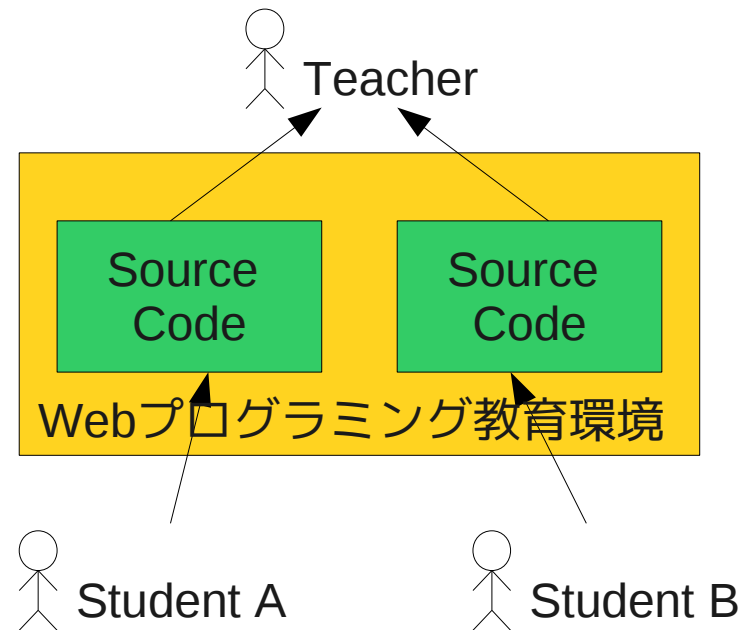 Teacher
Source
Code
Source
Code
Webプログラミング教育環境
Student A
Student B